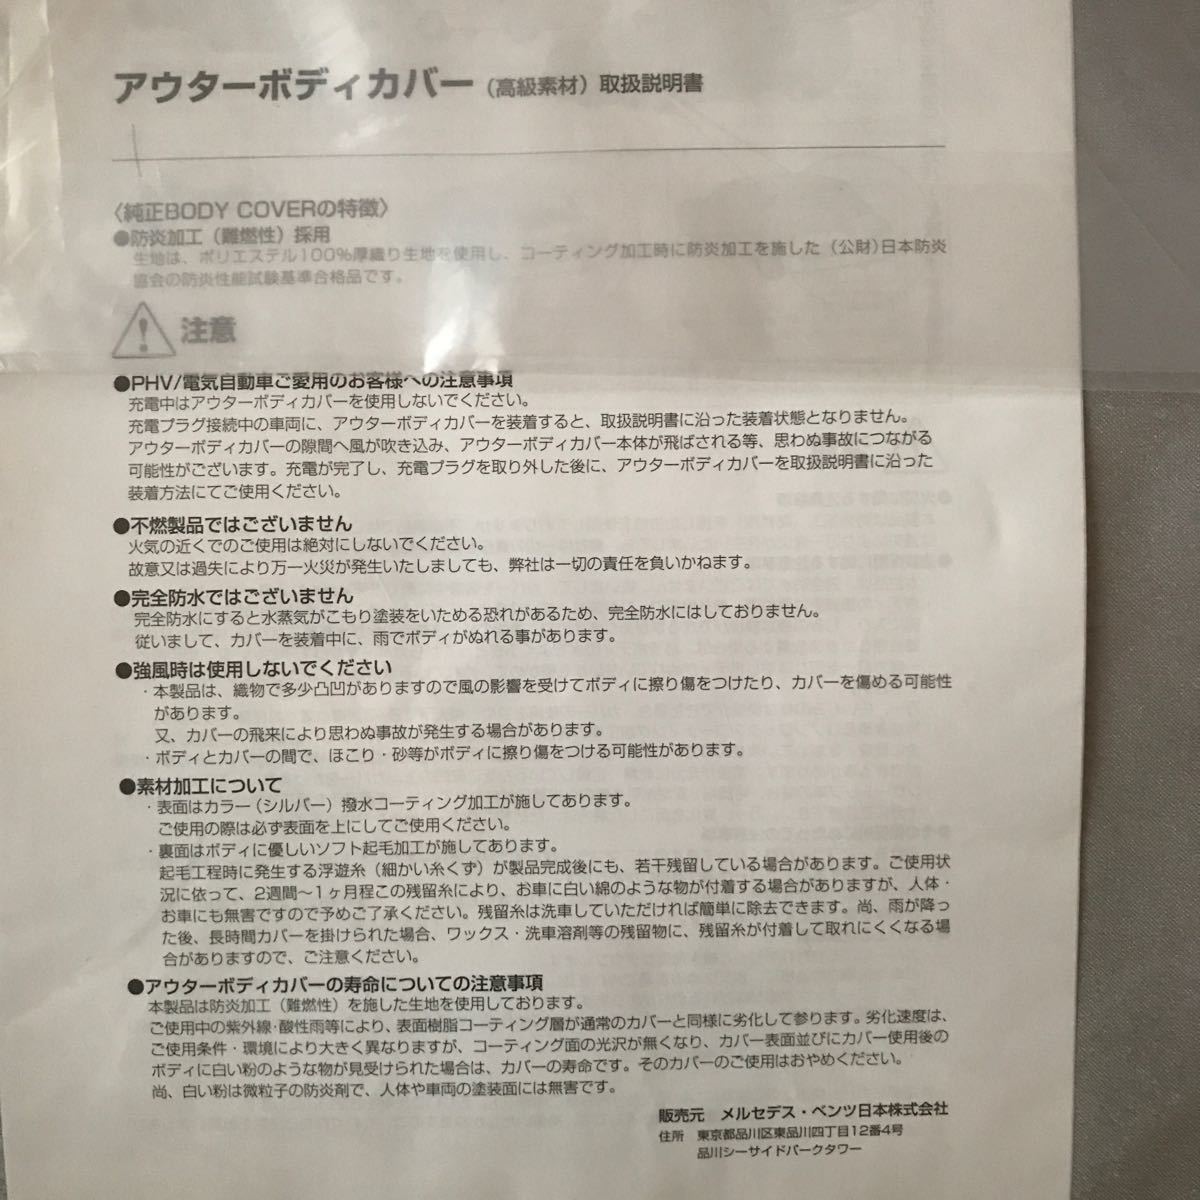 アウターボディカバー（高級素材）取扱説明書
〈純正BODY COVERの特徴〉
●防炎加工（難燃性）採用
生地は、ポリエステル100%厚織り生地を使用し、コーティング加工時に防炎加工を施した（公財）日本防炎
協会の防炎性能試験基準合格品です。
注意
●PHV/電気自動車ご愛用のお客様への注意事項
充電中はアウターボディカバーを使用しないでください。
充電プラグ接続中の車両に、アウターボディカバーを装着すると、取扱説明書に沿った装着状態となりません。
アウターボディカバーの隙間へ風が吹き込み、アウターボディカバー本体が飛ばされる等、思わぬ事故につながる
可能性がございます。充電が完了し、充電プラグを取り外した後に、アウターボディカバーを取扱説明書に沿った
装着方法にてご使用ください。
●不燃製品ではございません
火気の近くでのご使用は絶対にしないでください。
故意又は過失により万一火災が発生いたしましても、弊社は一切の責任を負いかねます。
●完全防水ではございません
完全防水にすると水蒸気がこもり塗装をいためる恐れがあるため、完全防水にはしておりません。
従いまして、カバーを装着中に、雨でボディがぬれる事があります。
●強風時は使用しないでください
・本製品は、織物で多少凸凹がありますので風の影響を受けてボディに擦り傷をつけたり、カバーを傷める可能性
があります。
又、カバーの飛来により思わぬ事故が発生する場合があります。
・ボディとカバーの間で、ほこり・砂等がボディに擦り傷をつける可能性があります。
●素材加工について
・表面はカラー（シルバー）撥水コーティング加工が施してあります。
ご使用の際は必ず表面を上にしてご使用ください。
・裏面はボディに優しいソフト起毛加工が施してあります。
起毛工程時に発生する浮遊糸（細かい糸くず）が製品完成後にも、若干残留している場合があります。ご使用状
況に依って、2週間〜1ヶ月程この残留糸により、お車に白い綿のような物が付着する場合がありますが、人体・
お車にも無害ですので予めご了承ください。残留糸は洗車していただければ簡単に除去できます。尚、雨が降っ
た後、長時間カバーを掛けられた場合、ワックス・洗車溶剤等の残留物に、残留糸が付着して取れにくくなる場
合がありますので、ご注意ください。
●アウターボディカバーの寿命についての注意事項
本製品は防炎加工（難燃性）を施した生地を使用しております。
ご使用中の紫外線・酸性雨等により、表面樹脂コーティング層が通常のカバーと同様に劣化して参ります。劣化速度は、
ご使用条件・環境により大きく異なりますが、コーティング面の光沢が無くなり、カバー表面並びにカバー使用後の
ボディに白い粉のような物が見受けられた場合は、カバーの寿命です。そのカバーのご使用はおやめください。
尚、白い粉は微粒子の防炎剤で、人体や車両の塗装面には無害です。
販売元　メルセデス・ベンツ日本株式会社
住所　東京都品川区東品川四丁目12番4号
品川シーサイドパークタワー